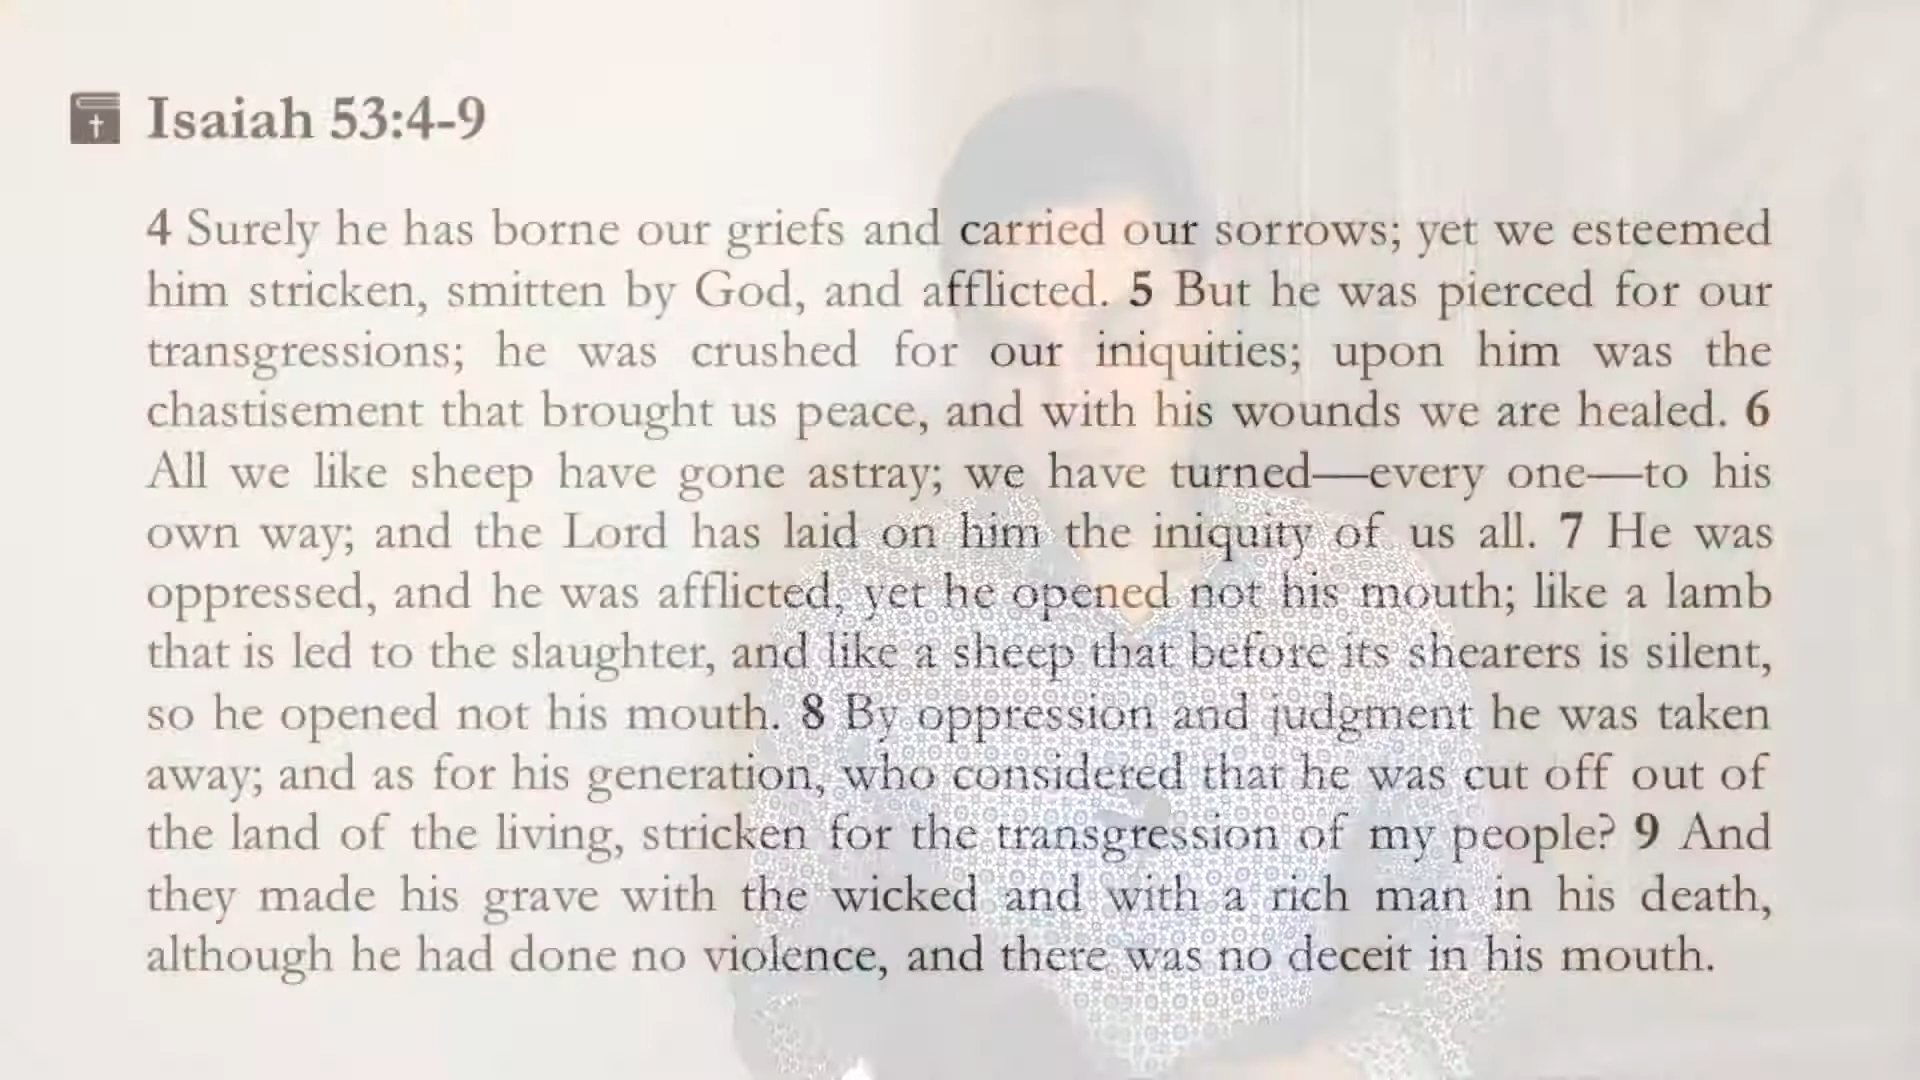 Isaiah 53:4-9
4 Surely he has borne our griefs and carried our sorrows; yet we esteemed
him stricken, smitten by God, and afflicted. 5 But he was pierced for our
transgressions; he was crushed for our iniquities; upon him was the
chastisement that brought us peace, and with his wounds we are healed. 6
All we like sheep have gone astray; we have turned—every one—to his
own way; and the Lord has laid on him the iniquity of us all. 7 He was
oppressed, and he was afflicted, yet he opened not his mouth; like a lamb
that is led to the slaughter, and like a sheep that before its shearers is silent,
so he opened not his mouth. 8 By oppression and judgment he was taken
away; and as for his generation, who considered that he was cut off out of
the land of the living, stricken for the transgression of my people? 9 And
they made his grave with the wicked and with a rich man in his death,
although he had done no violence, and there was no deceit in his mouth.